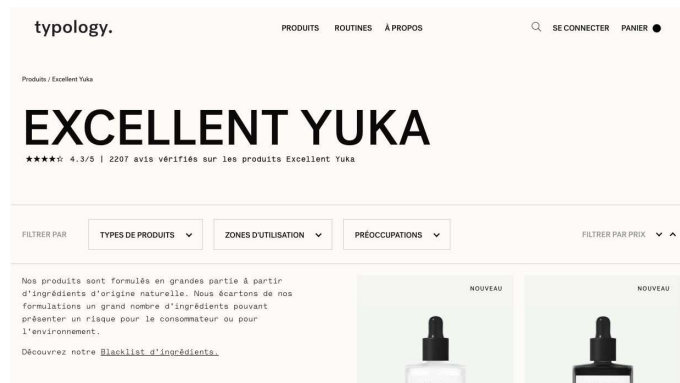 typology.
PRODUITS ROUTINES À PROPOS
SE CONNECTER PANIER
Produits / Excellent Yuka
EXCELLENT YUKA
★★★★☆ 4.3/5 | 2207 avis vérifiés sur les produits Excellent Yuka
FILTRER PAR TYPES DE PRODUITS ZONES D'UTILISATION PRÉOCCUPATIONS FILTRER PAR PRIX
Nos produits sont formulés en grandes partie à partir
d'ingrédients d'origine naturelle. Nous écartons de nos
formulations un grand nombre d'ingrédients pouvant
présenter un risque pour le consommateur ou pour
l'environnement.
Découvrez notre Blacklist d'ingrédients.
NOUVEAU
NOUVEAU